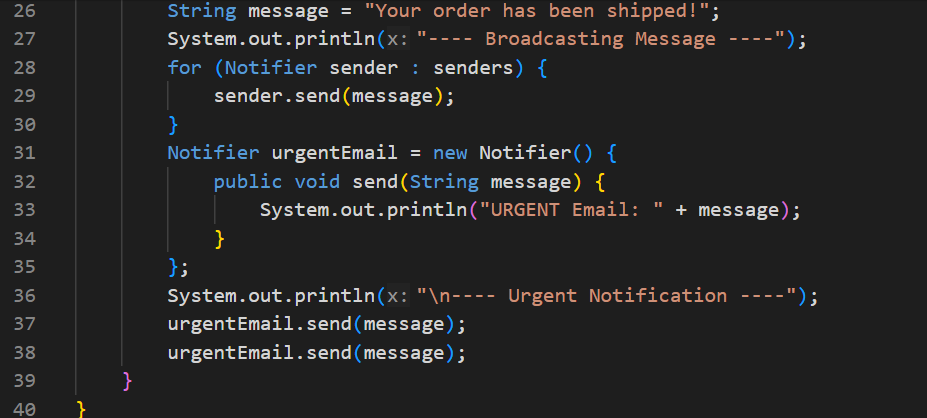 26 String message = "Your order has been shipped!";
27 System.out.println(x: "---- Broadcasting Message ----");
28 for (Notifier sender : senders) {
29 sender.send(message);
30 }
31 Notifier urgentEmail = new Notifier() {
32 public void send(String message) {
33 System.out.println("URGENT Email: " + message);
34 }
35 };
36 System.out.println(x: "\n---- Urgent Notification ----");
37 urgentEmail.send(message);
38 urgentEmail.send(message);
39 }
40 }